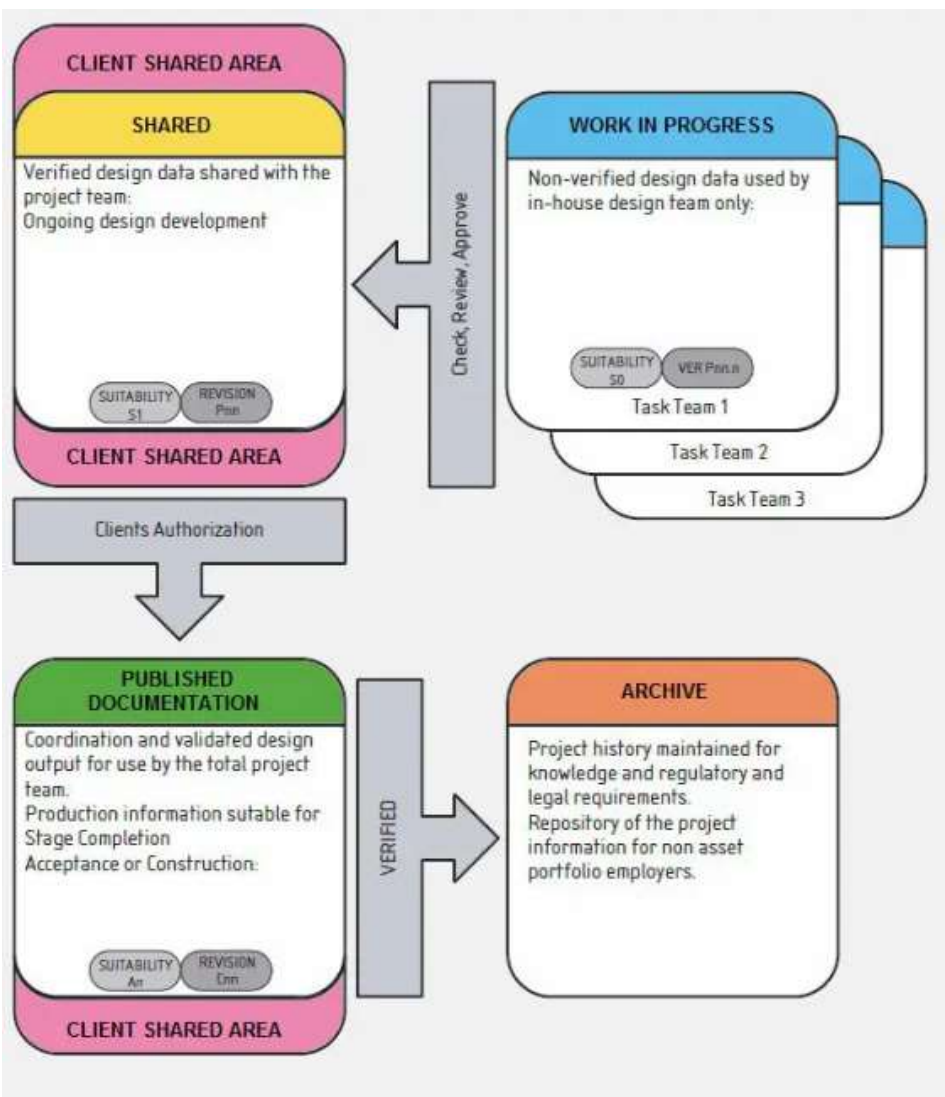 CLIENT SHARED AREA
SHARED
Verified design data shared with the
project team:
Ongoing design development
SUITABILITY
S1
REVISION
Pnn
CLIENT SHARED AREA
Check, Review, Approve
WORK IN PROGRESS
Non-verified design data used by
in-house design team only:
SUITABILITY
S0
VER Pnn.n
Task Team 1
Task Team 2
Task Team 3
Clients Authorization
PUBLISHED
DOCUMENTATION
Coordination and validated design
output for use by the total project
team.
Production information sutable for
Stage Completion
Acceptance or Construction:
SUITABILITY
An
REVISION
Cnn
CLIENT SHARED AREA
VERIFIED
ARCHIVE
Project history maintained for
knowledge and regulatory and
legal requirements.
Repository of the project
information for non asset
portfolio employers.